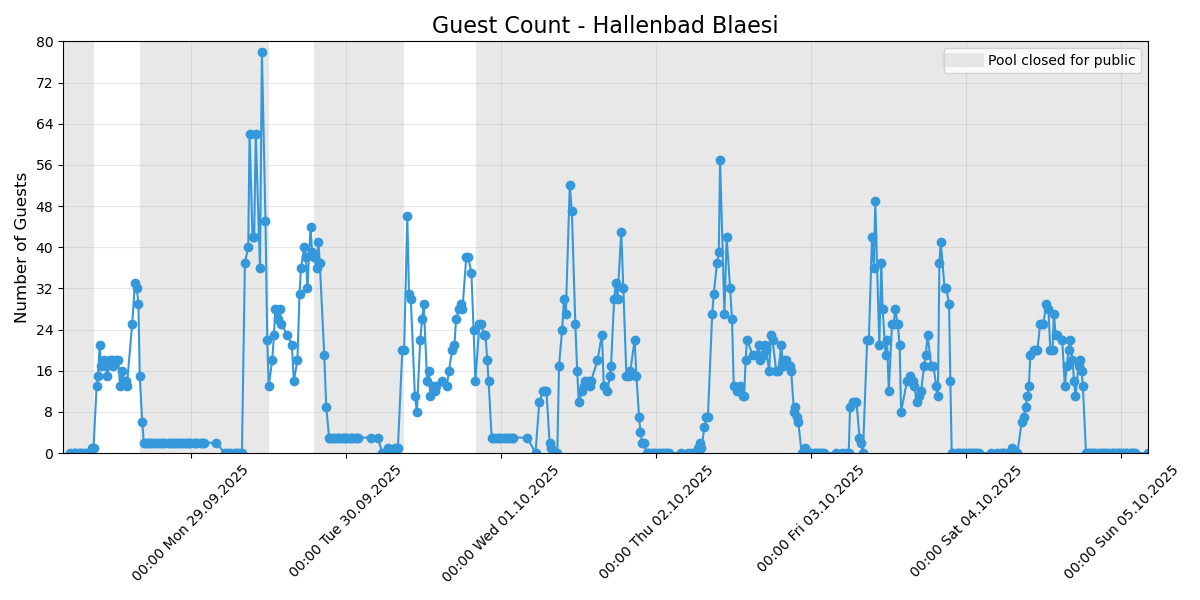 Guest Count - Hallenbad Blaesi
Pool closed for public
Number of Guests
80
72
64
56
48
40
32
24
16
8
0
00:00 Mon 29.09.2025
00:00 Tue 30.09.2025
00:00 Wed 01.10.2025
00:00 Thu 02.10.2025
00:00 Fri 03.10.2025
00:00 Sat 04.10.2025
00:00 Sun 05.10.2025